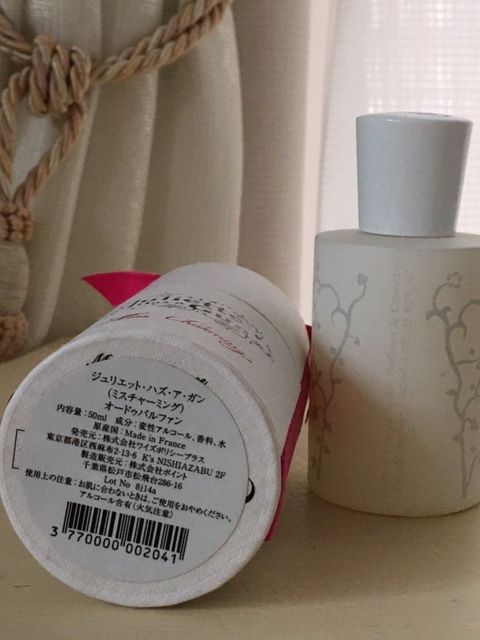 Miss Charming
ジュリエット・ハズ・ア・ガン
(ミスチャーミング)
オードゥパルファン
内容量:50ml 成分:変性アルコール、香料、水
原産国:Made in France
発売元:株式会社ワイズポリシープラス
東京都港区西麻布2-13-6 K's NISHIAZABU 2F
製造販売元:株式会社ポイント
千葉県松戸市松飛台286-16
Lot No 8j14a
使用上の注意:お肌に合わないときは、ご使用をおやめください。
アルコール含有〈火気注意〉
3 770000 002041